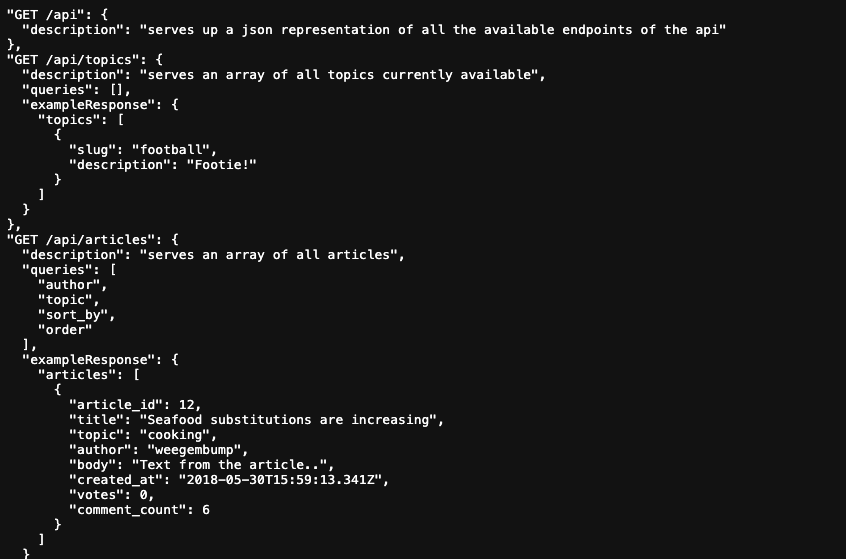 "GET /api": {
"description": "serves up a json representation of all the available endpoints of the api"
},
"GET /api/topics": {
"description": "serves an array of all topics currently available",
"queries": [],
"exampleResponse": {
"topics": [
{
"slug": "football",
"description": "Footie!"
}
]
}
},
"GET /api/articles": {
"description": "serves an array of all articles",
"queries": [
"author",
"topic",
"sort_by",
"order"
],
"exampleResponse": {
"articles": [
{
"article_id": 12,
"title": "Seafood substitutions are increasing",
"topic": "cooking",
"author": "weegembump",
"body": "Text from the article..",
"created_at": "2018-05-30T15:59:13.341Z",
"votes": 0,
"comment_count": 6
}
]
}